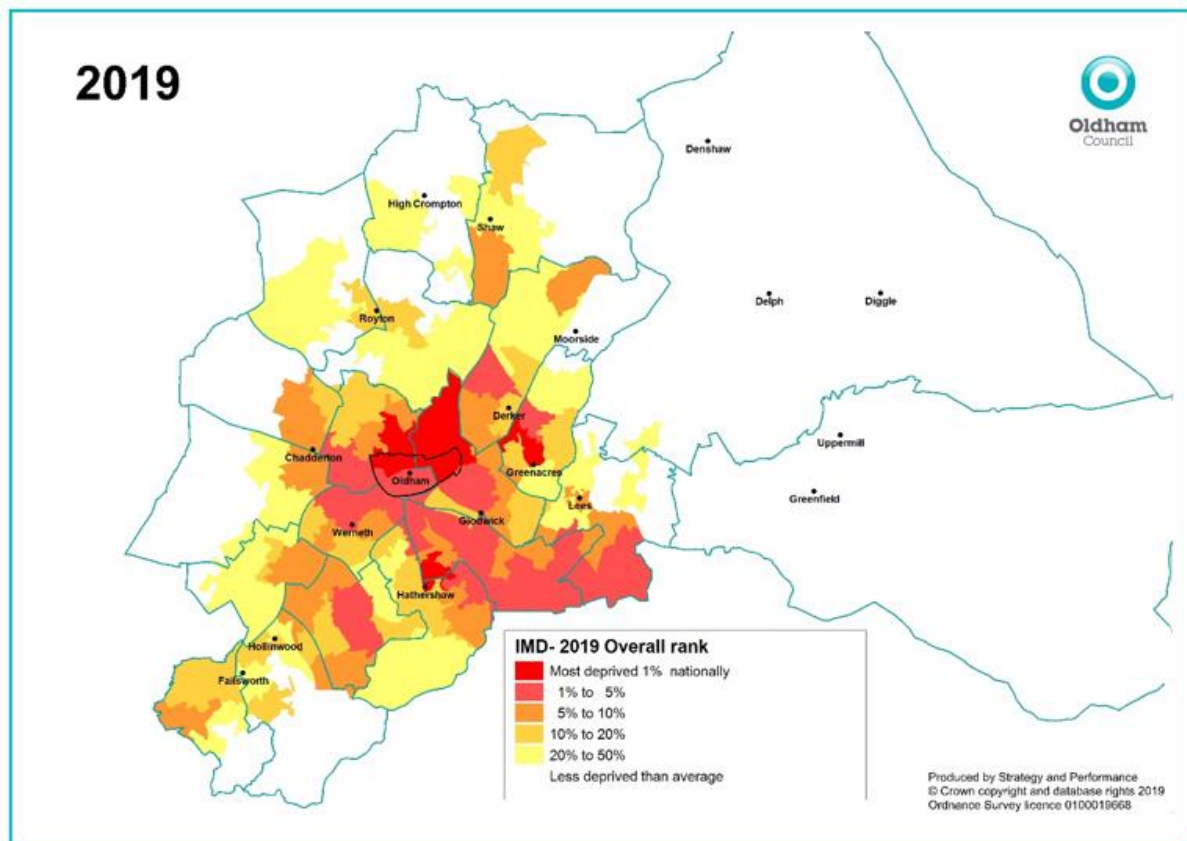 2019
Oldham
Council
Denshaw
High Crompton
Shaw
Delph
Diggle
Royton
Moorside
Derker
Uppermill
Chadderton
Greenacres
Oldham
Greenfield
Lees
Glodwick
Werneth
Hathershaw
Hollinwood
Failsworth
IMD- 2019 Overall rank
Most deprived 1% nationally
1% to 5%
5% to 10%
10% to 20%
20% to 50%
Less deprived than average
Produced by Strategy and Performance
© Crown copyright and database rights 2019
Ordnance Survey licence 0100019668